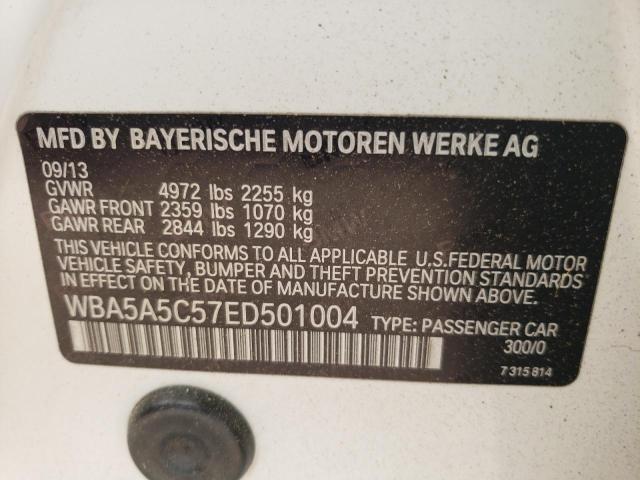 MFD BY BAYERISCHE MOTOREN WERKE AG
09/13
GVWR 4972 lbs 2255 kg
GAWR FRONT 2359 lbs 1070 kg
GAWR REAR 2844 lbs 1290 kg
THIS VEHICLE CONFORMS TO ALL APPLICABLE U.S.FEDERAL MOTOR
VEHICLE SAFETY, BUMPER AND THEFT PREVENTION STANDARDS
IN EFFECT ON THE DATE OF MANUFACTURE SHOWN ABOVE.
WBA5A5C57ED501004 TYPE: PASSENGER CAR
300/0
7 315 814